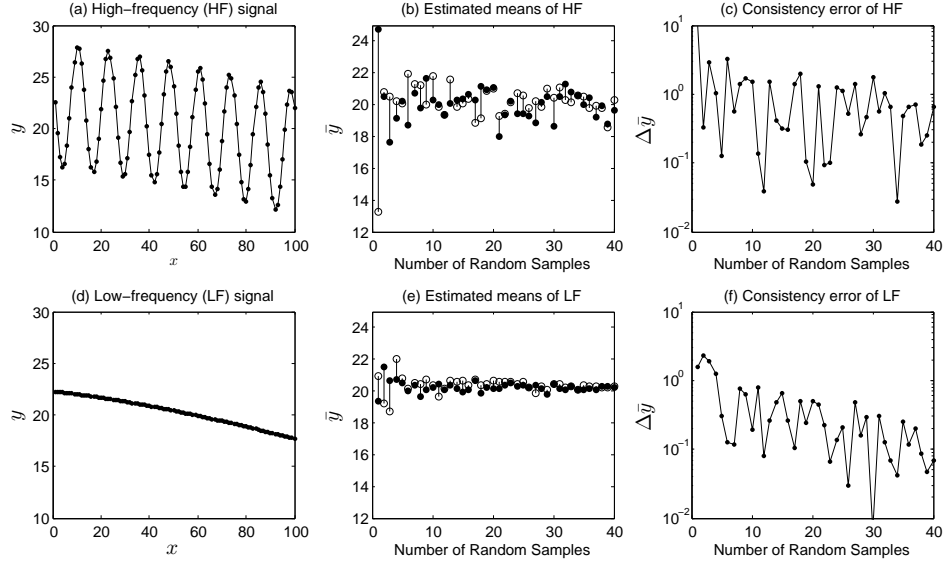 (a) High−frequency (HF) signal
30
25
20
15
10
y
0 20 40 60 80 100
x
(b) Estimated means of HF
24
22
20
18
16
14
12
ȳ
0 10 20 30 40
Number of Random Samples
(c) Consistency error of HF
10^1
10^0
10^−1
10^−2
Δȳ
0 10 20 30 40
Number of Random Samples
(d) Low−frequency (LF) signal
30
25
20
15
10
y
0 20 40 60 80 100
x
(e) Estimated means of LF
24
22
20
18
16
14
12
ȳ
0 10 20 30 40
Number of Random Samples
(f) Consistency error of LF
10^1
10^0
10^−1
10^−2
Δȳ
0 10 20 30 40
Number of Random Samples